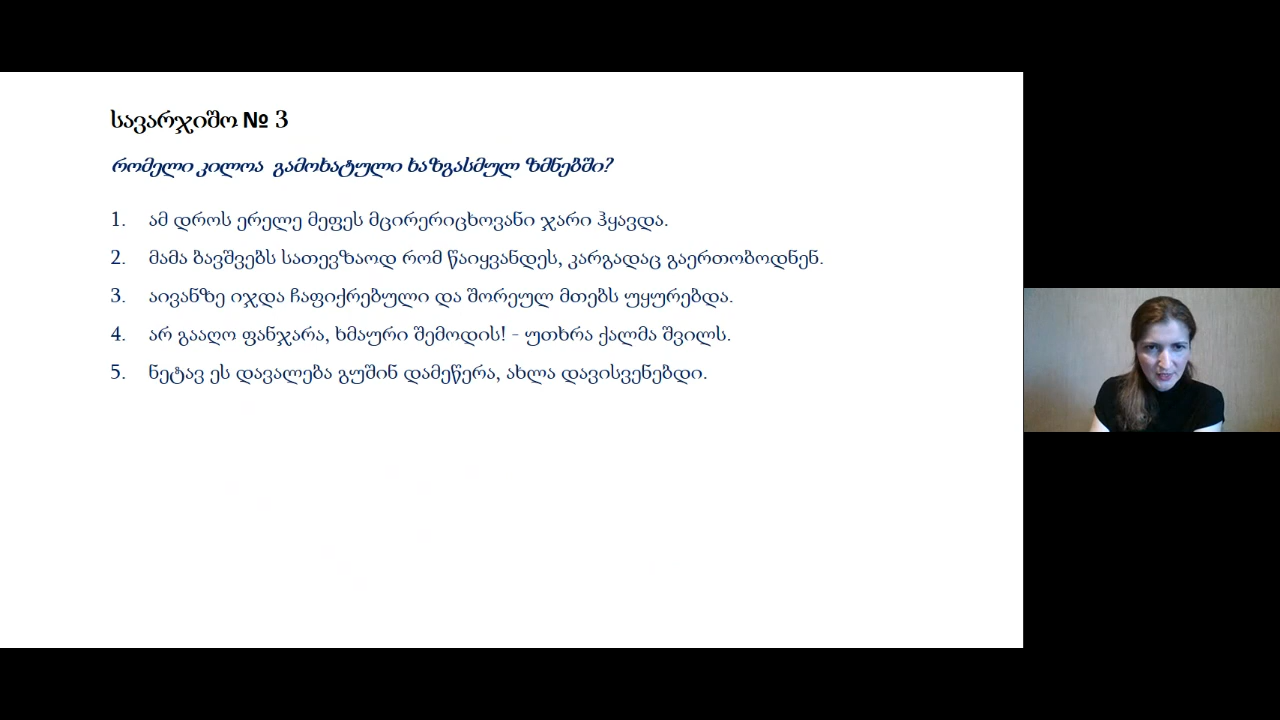 სავარჯიშო № 3
რომელი კილოა გამოხატული ხაზგასმულ ზმნებში?
1. ამ დროს ერელე მეფეს მცირერიცხოვანი ჯარი ჰყავდა.
2. მამა ბავშვებს სათევზაოდ რომ წაიყვანდეს, კარგადაც გაერთობოდნენ.
3. აივანზე იჯდა ჩაფიქრებული და შორეულ მთებს უყურებდა.
4. არ გააღო ფანჯარა, ხმაური შემოდის! - უთხრა ქალმა შვილს.
5. ნეტავ ეს დავალება გუშინ დამეწერა, ახლა დავისვენებდი.